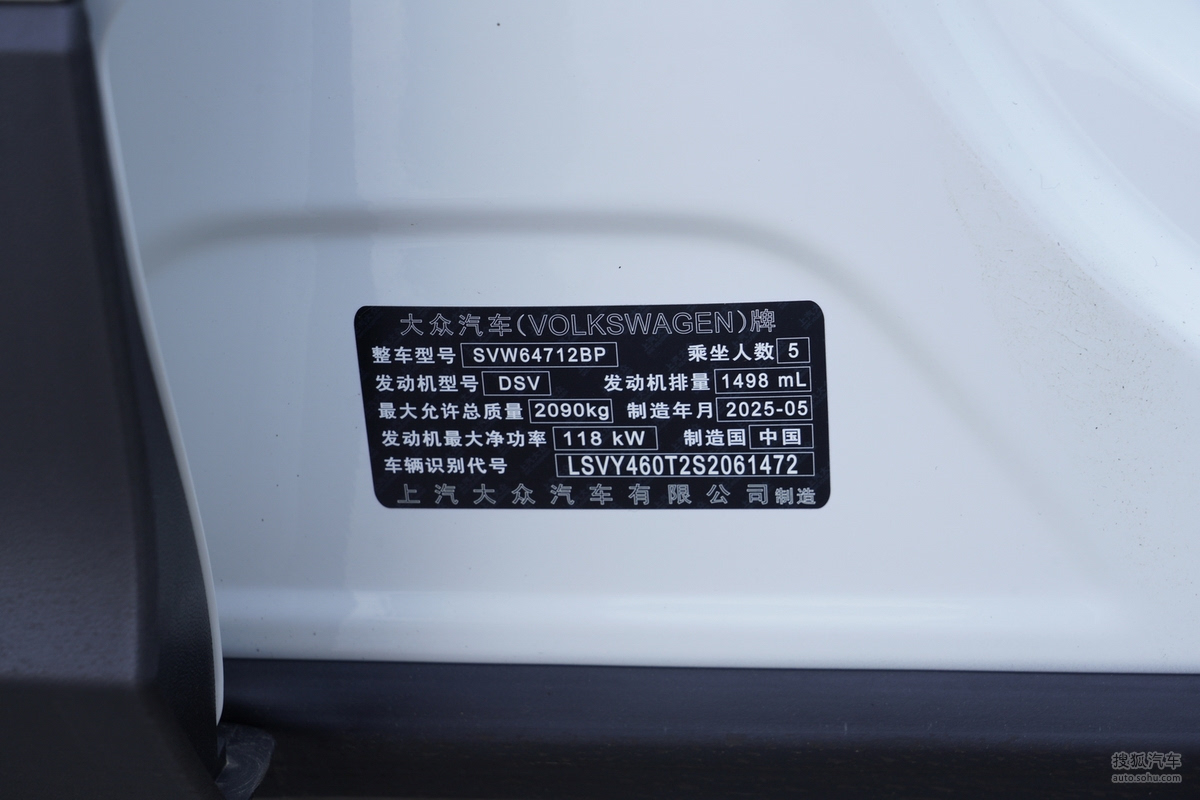 大众汽车(VOLKSWAGEN)牌
整车型号 SVW64712BP 乘坐人数 5
发动机型号 DSV 发动机排量 1498 mL
最大允许总质量 2090kg 制造年月 2025-05
发动机最大净功率 118 kW 制造国 中国
车辆识别代号 LSVY460T2S2061472
上汽大众汽车有限公司制造
搜狐汽车
auto.sohu.com